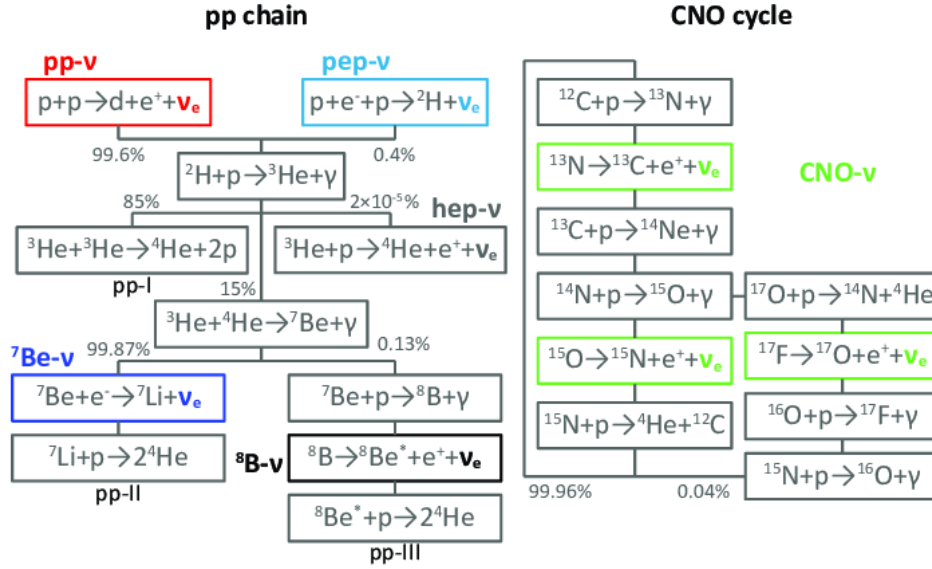 pp chain
pp-ν
pep-ν
p+p→d+e⁺+νₑ
p+e⁻+p→²H+νₑ
99.6%
0.4%
²H+p→³He+γ
85%
2×10⁻⁵%
hep-ν
³He+³He→⁴He+2p
³He+p→⁴He+e⁺+νₑ
pp-I
15%
³He+⁴He→⁷Be+γ
⁷Be-ν
99.87%
0.13%
⁷Be+e⁻→⁷Li+νₑ
⁷Be+p→⁸B+γ
⁷Li+p→2⁴He
⁸B-ν
⁸B→⁸Be*+e⁺+νₑ
pp-II
⁸Be*+p→2⁴He
pp-III
CNO cycle
¹²C+p→¹³N+γ
¹³N→¹³C+e⁺+νₑ
CNO-ν
¹³C+p→¹⁴Ne+γ
¹⁴N+p→¹⁵O+γ
¹⁷O+p→¹⁴N+⁴He
¹⁵O→¹⁵N+e⁺+νₑ
¹⁷F→¹⁷O+e⁺+νₑ
¹⁵N+p→⁴He+¹²C
¹⁶O+p→¹⁷F+γ
99.96%
0.04%
¹⁵N+p→¹⁶O+γ